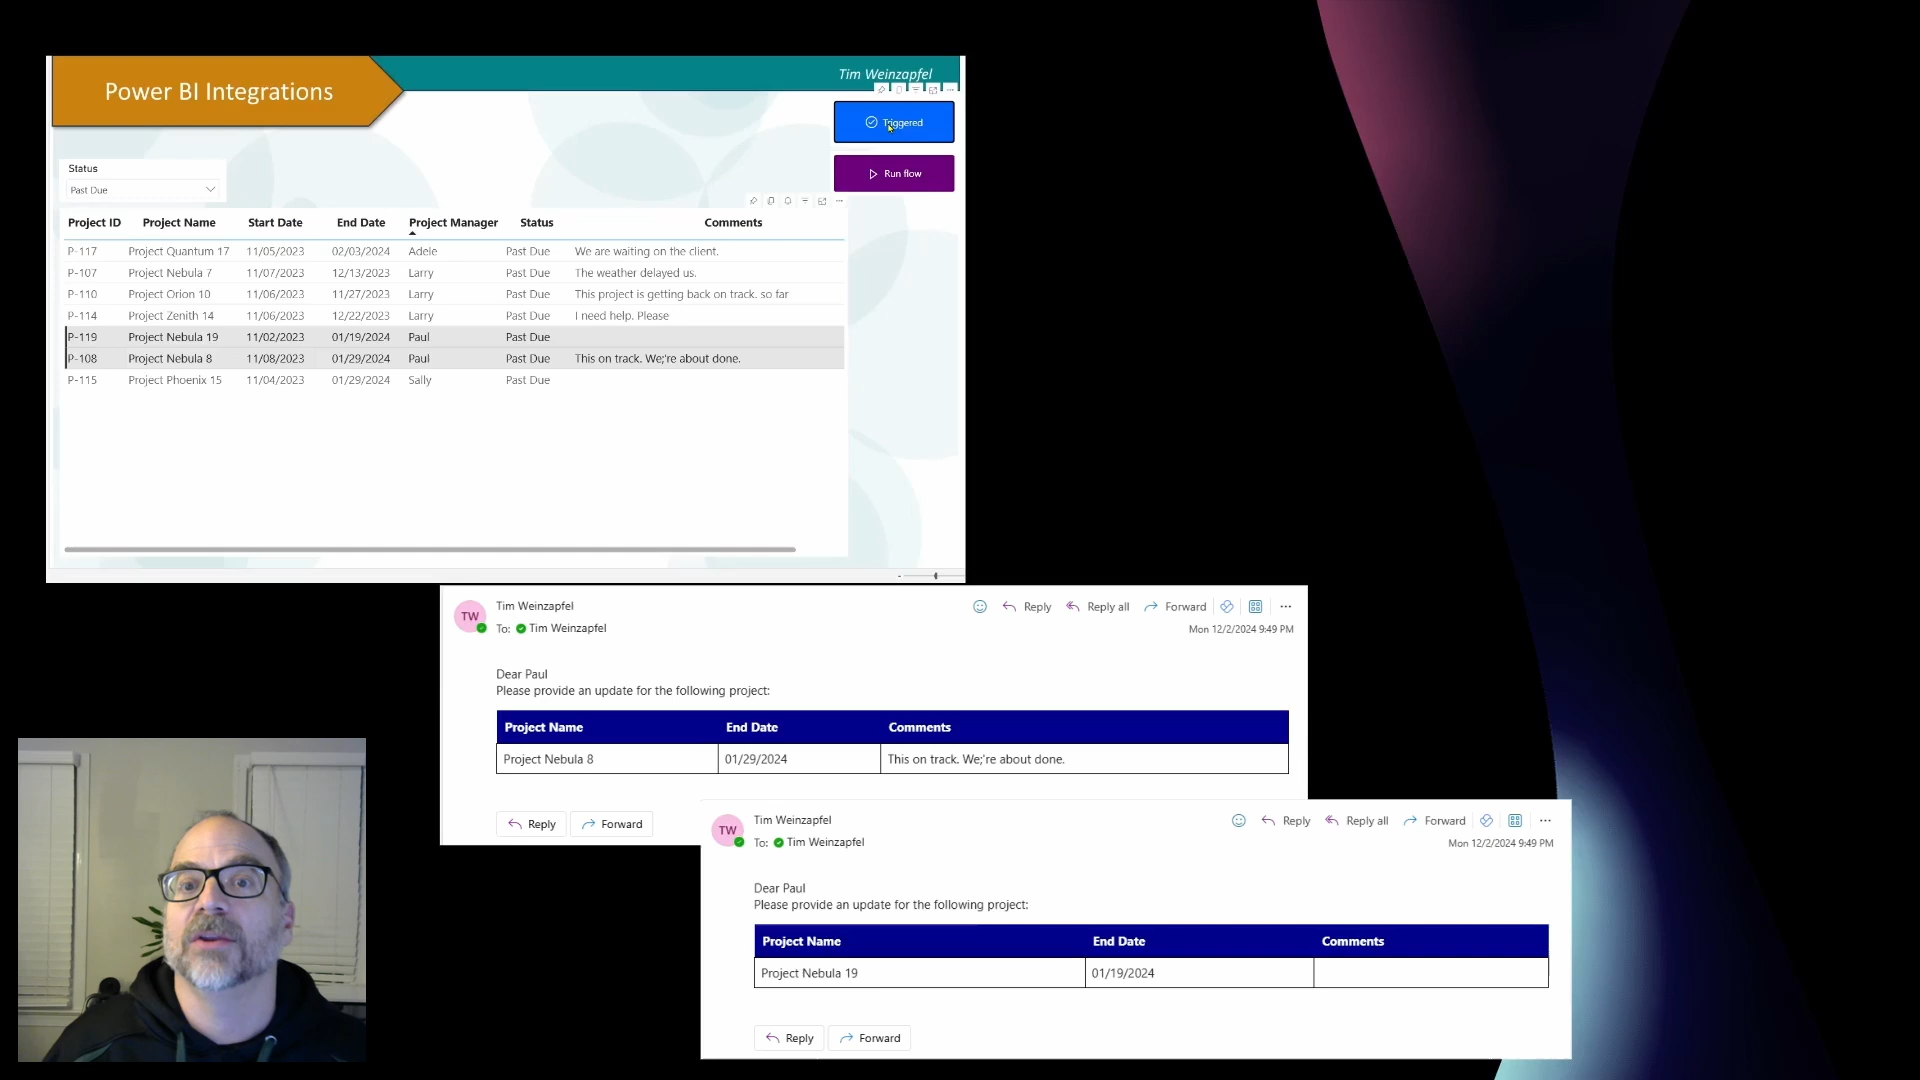 Power BI Integrations
Tim Weinzapfel
Triggered
Run flow
Status
Past Due
Project ID Project Name Start Date End Date Project Manager Status Comments
P-117 Project Quantum 17 11/05/2023 02/03/2024 Adele Past Due We are waiting on the client.
P-107 Project Nebula 7 11/07/2023 12/13/2023 Larry Past Due The weather delayed us.
P-110 Project Orion 10 11/06/2023 11/27/2023 Larry Past Due This project is getting back on track. so far
P-114 Project Zenith 14 11/06/2023 12/22/2023 Larry Past Due I need help. Please
P-119 Project Nebula 19 11/02/2023 01/19/2024 Paul Past Due
P-108 Project Nebula 8 11/08/2023 01/29/2024 Paul Past Due This on track. We;'re about done.
P-115 Project Phoenix 15 11/04/2023 01/29/2024 Sally Past Due
TW
Tim Weinzapfel
Reply Reply all Forward
To: Tim Weinzapfel
Mon 12/2/2024 9:49 PM
Dear Paul
Please provide an update for the following project:
Project Name End Date Comments
Project Nebula 8 01/29/2024 This on track. We;'re about done.
Reply Forward
TW
Tim Weinzapfel
Reply Reply all Forward
To: Tim Weinzapfel
Mon 12/2/2024 9:49 PM
Dear Paul
Please provide an update for the following project:
Project Name End Date Comments
Project Nebula 19 01/19/2024
Reply Forward